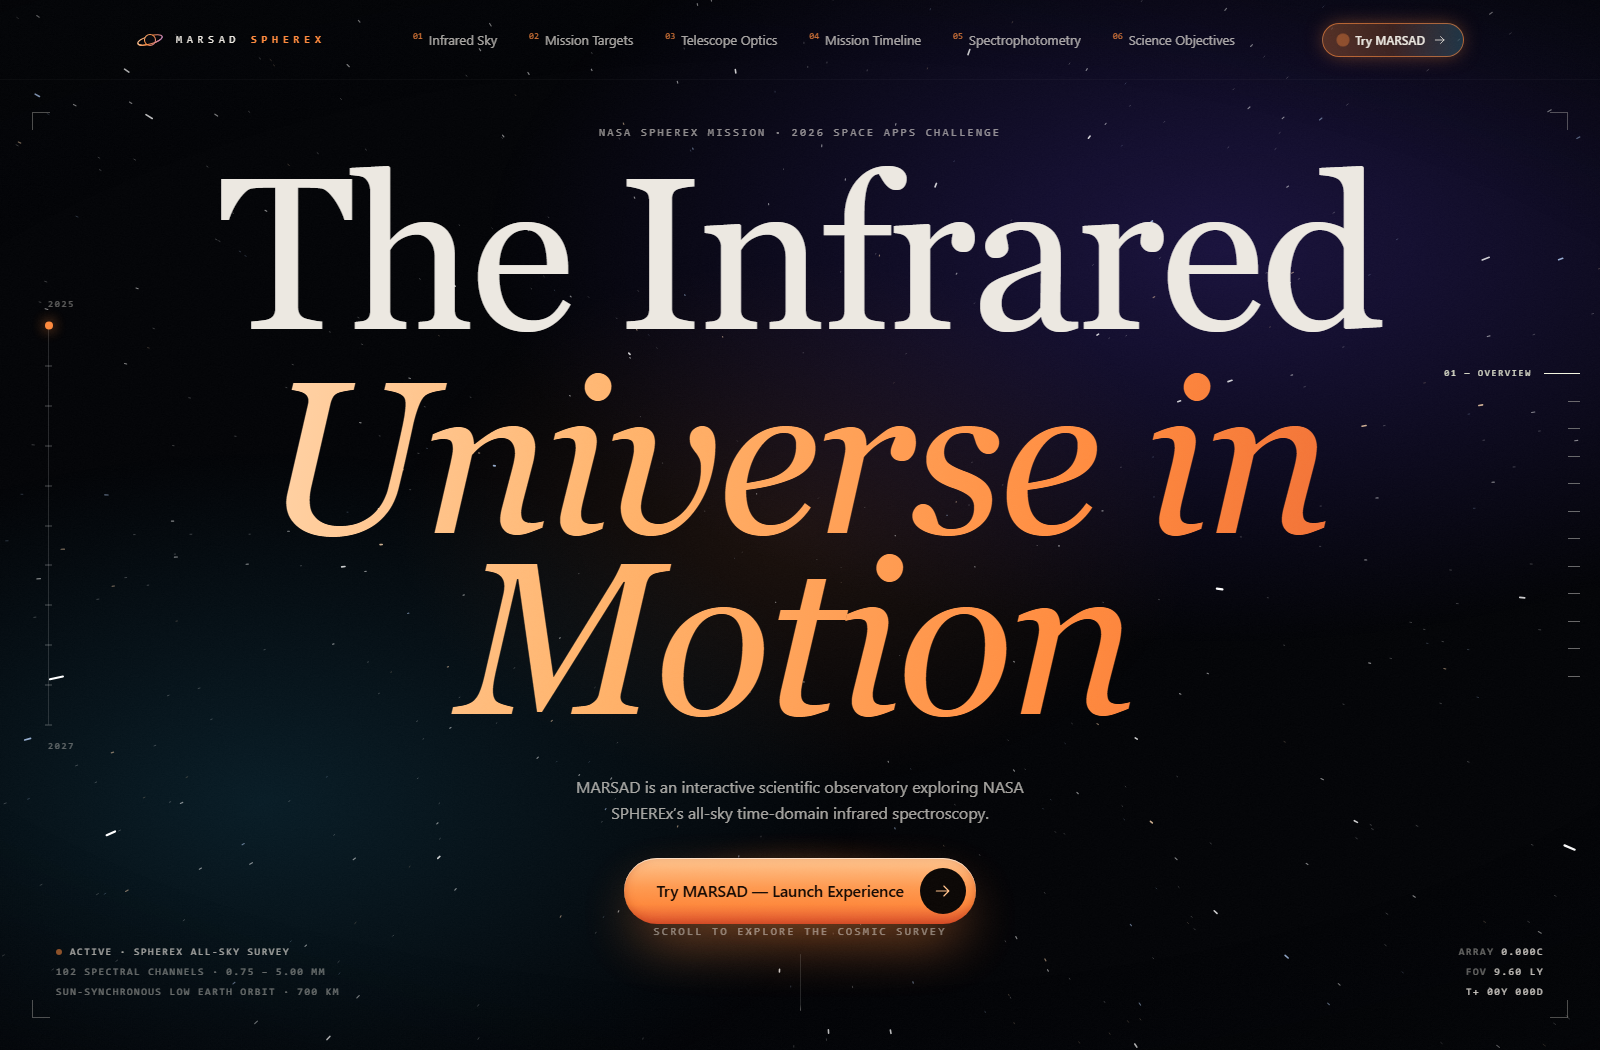 MARSAD SPHEREX
01 Infrared Sky
02 Mission Targets
03 Telescope Optics
04 Mission Timeline
05 Spectrophotometry
06 Science Objectives
Try MARSAD →
NASA SPHEREX MISSION · 2026 SPACE APPS CHALLENGE
The Infrared
Universe in
Motion
2025
2027
01 — OVERVIEW
MARSAD is an interactive scientific observatory exploring NASA
SPHEREx's all-sky time-domain infrared spectroscopy.
Try MARSAD — Launch Experience →
SCROLL TO EXPLORE THE COSMIC SURVEY
ACTIVE · SPHEREX ALL-SKY SURVEY
102 SPECTRAL CHANNELS · 0.75 – 5.00 MM
SUN-SYNCHRONOUS LOW EARTH ORBIT · 700 KM
ARRAY 0.000C
FOV 9.60 LY
T+ 00Y 000D